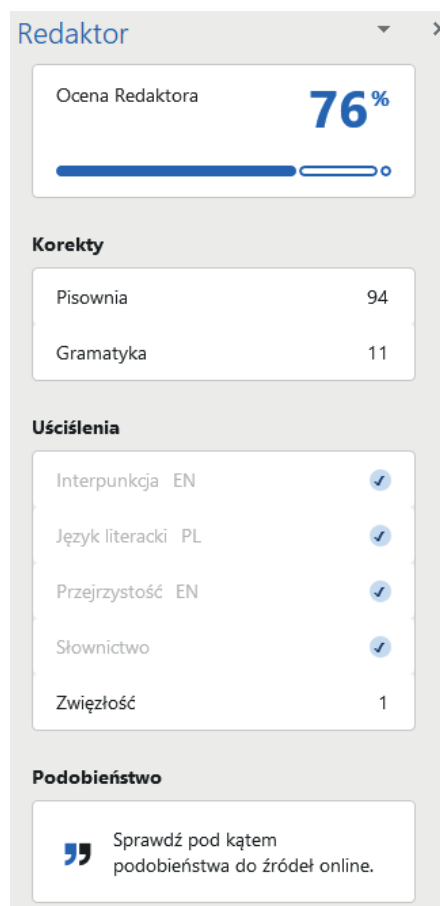 Redaktor
Ocena Redaktora
76%
Korekty
Pisownia 94
Gramatyka 11
Uściślenia
Interpunkcja EN
Język literacki PL
Przejrzystość EN
Słownictwo
Zwięzłość 1
Podobieństwo
Sprawdź pod kątem
podobieństwa do źródeł online.